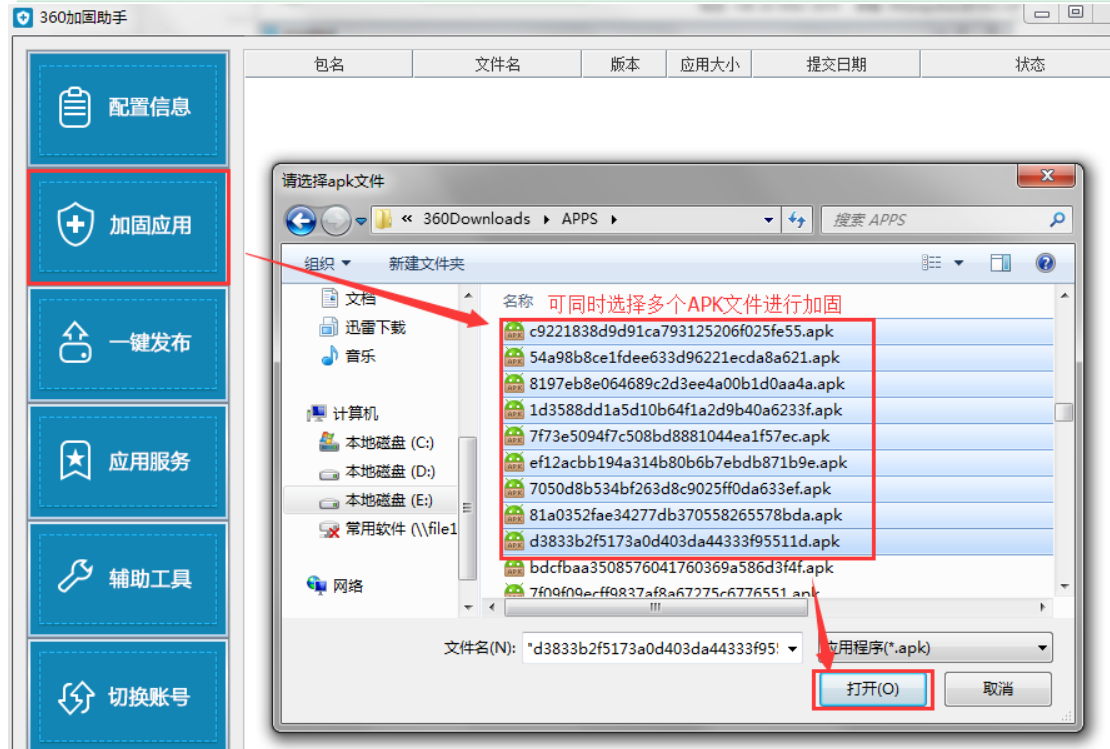 360加固助手
包名 文件名 版本 应用大小 提交日期 状态
配置信息
加固应用
一键发布
应用服务
辅助工具
切换账号
请选择apk文件
« 360Downloads APPS
搜索 APPS
组织 新建文件夹
文档
迅雷下载
音乐
计算机
本地磁盘 (C:)
本地磁盘 (D:)
本地磁盘 (E:)
常用软件 (\\file1
网络
名称 可同时选择多个APK文件进行加固
c9221838d9d91ca793125206f025fe55.apk
54a98b8ce1fdee633d96221ecda8a621.apk
8197eb8e064689c2d3ee4a00b1d0aa4a.apk
1d3588dd1a5d10b64f1a2d9b40a6233f.apk
7f73e5094f7c508bd8881044ea1f57ec.apk
ef12acbb194a314b80b6b7ebdb871b9e.apk
7050d8b534bf263d8c9025ff0da633ef.apk
81a0352fae34277db370558265578bda.apk
d3833b2f5173a0d403da44333f95511d.apk
bdcfbaa3508576041760369a586d3f4f.apk
7f09f09ecff9837af8a67275c6776551.apk
文件名(N): "d3833b2f5173a0d403da44333f95! 应用程序(*.apk)
打开(O) 取消